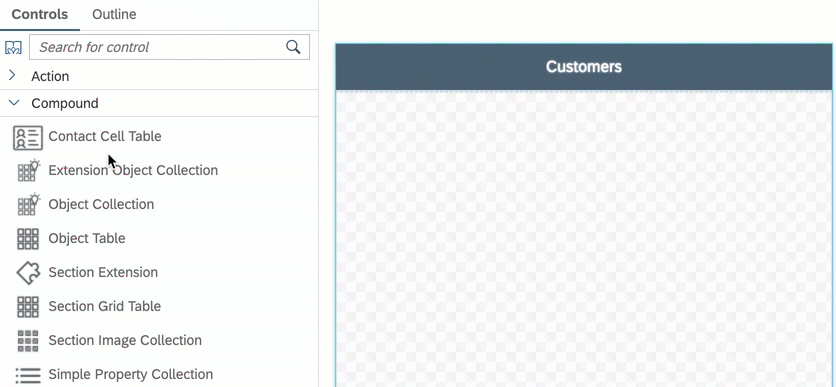 Controls Outline
Search for control
Action
Compound
Contact Cell Table
Extension Object Collection
Object Collection
Object Table
Section Extension
Section Grid Table
Section Image Collection
Simple Property Collection
Customers